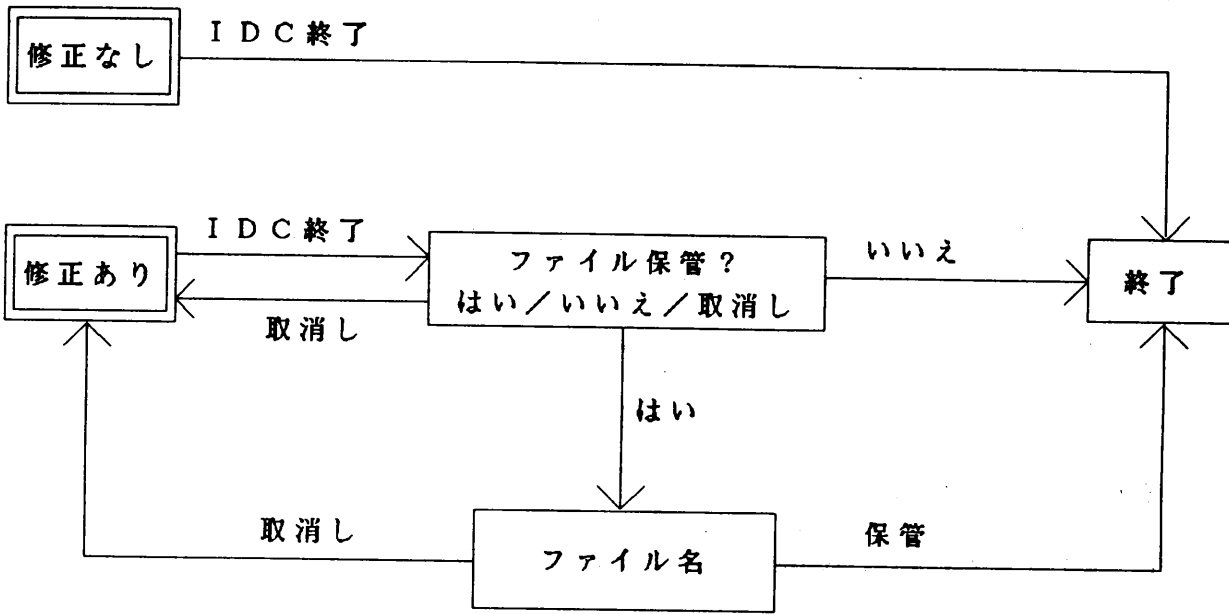 IDC終了
修正なし
IDC終了
修正あり
ファイル保管?
はい/いいえ/取消し
いいえ
終了
取消し
はい
取消し
ファイル名
保管